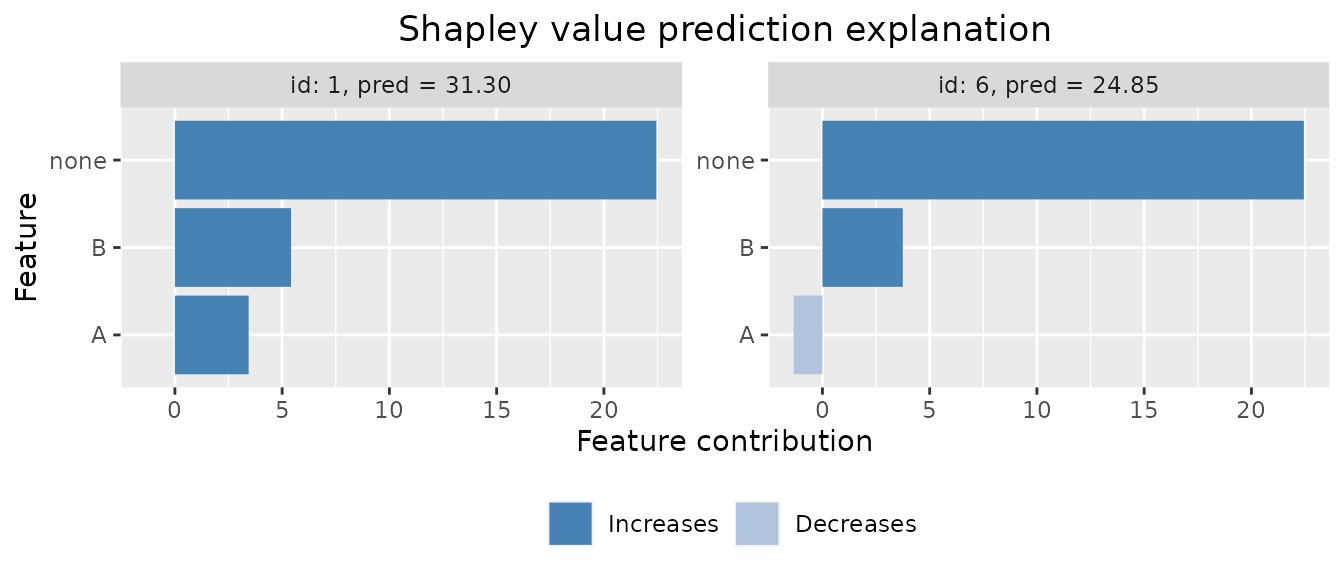 Shapley value prediction explanation
id: 1, pred = 31.30
id: 6, pred = 24.85
Feature
none
B
A
none
B
A
0 5 10 15 20
0 5 10 15 20
Feature contribution
Increases
Decreases